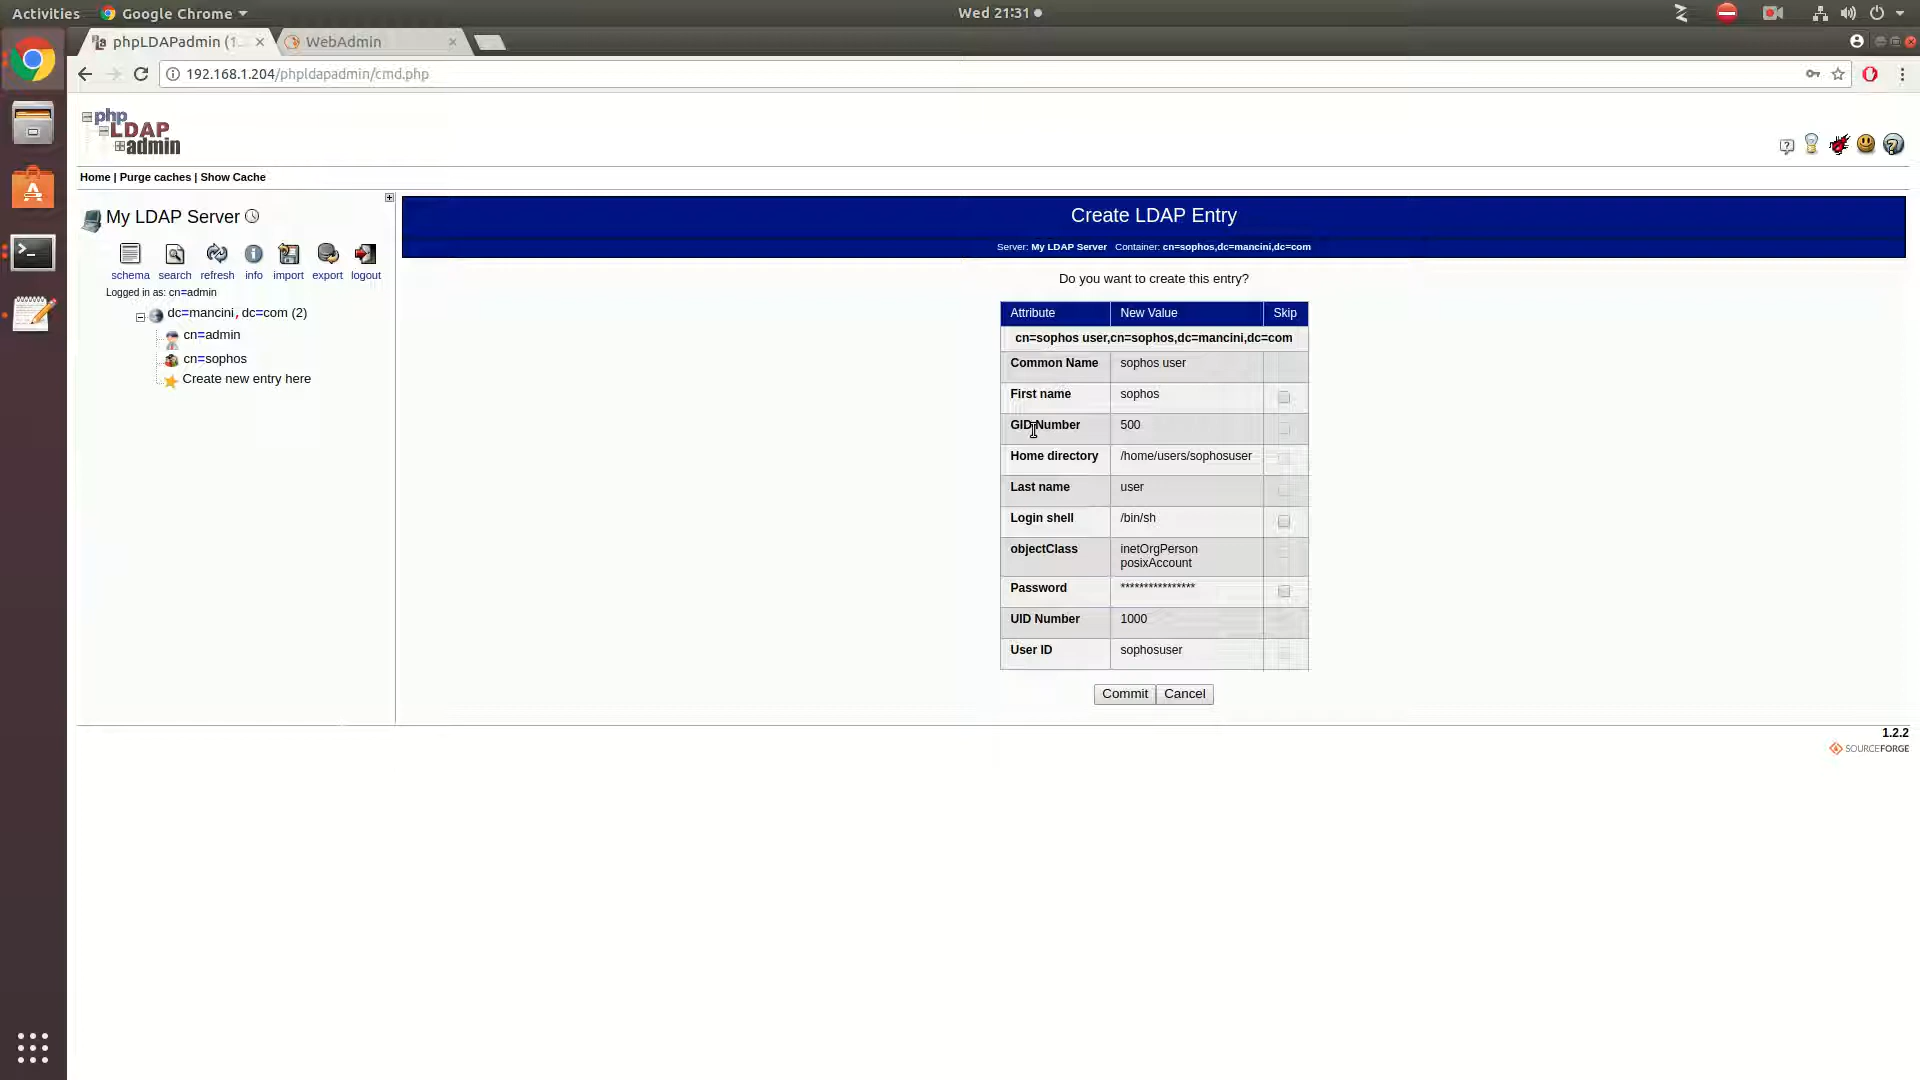 Activities
Google Chrome
Wed 21:31
phpLDAPadmin (1.
WebAdmin
192.168.1.204/phpldapadmin/cmd.php
php
LDAP
admin
Home | Purge caches | Show Cache
My LDAP Server
schema search refresh info import export logout
Logged in as: cn=admin
dc=mancini,dc=com (2)
cn=admin
cn=sophos
Create new entry here
Create LDAP Entry
Server: My LDAP Server Container: cn=sophos,dc=mancini,dc=com
Do you want to create this entry?
Attribute New Value Skip
cn=sophos user,cn=sophos,dc=mancini,dc=com
Common Name sophos user
First name sophos
GID Number 500
Home directory /home/users/sophosuser
Last name user
Login shell /bin/sh
objectClass inetOrgPerson
posixAccount
Password ****************
UID Number 1000
User ID sophosuser
Commit Cancel
1.2.2
SOURCEFORGE